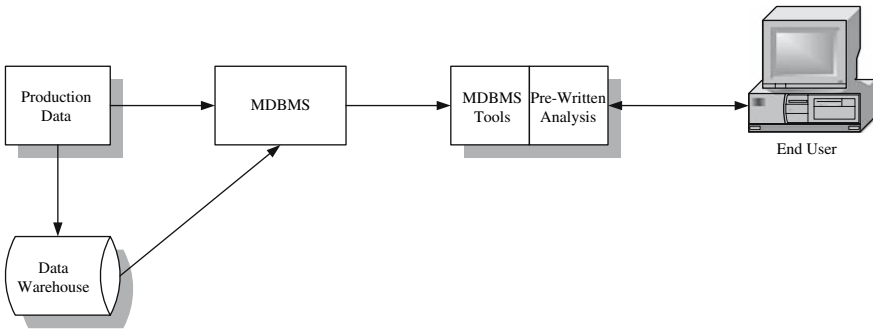 Production
Data
MDBMS
MDBMS
Tools
Pre-Written
Analysis
End User
Data
Warehouse